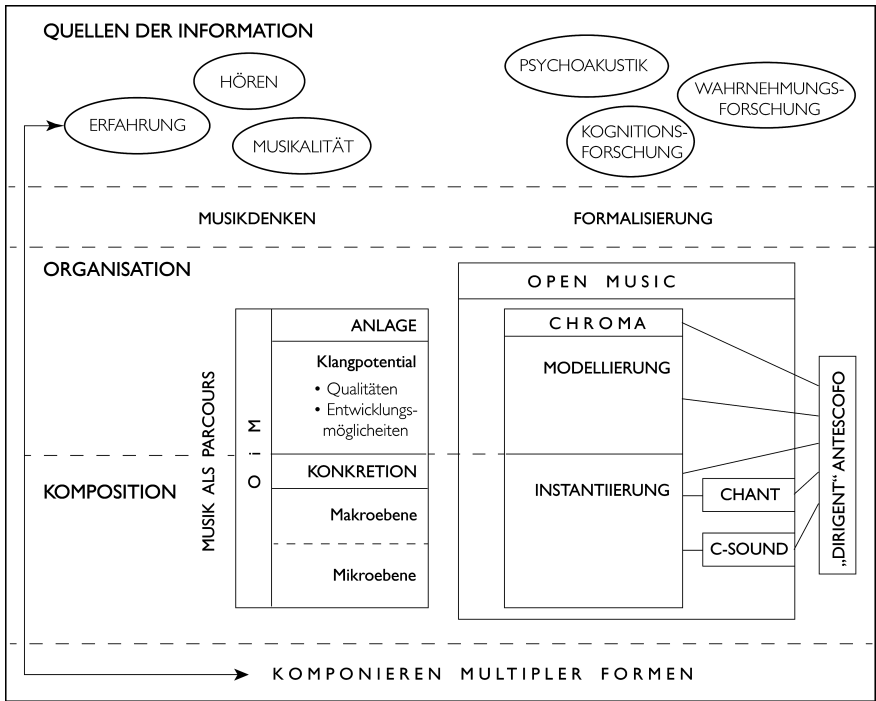 QUELLEN DER INFORMATION
HÖREN
ERFAHRUNG
MUSIKALITÄT
PSYCHOAKUSTIK
WAHRNEHMUNGS-
FORSCHUNG
KOGNITIONS-
FORSCHUNG
MUSIKDENKEN
FORMALISIERUNG
ORGANISATION
KOMPOSITION
MUSIK ALS PARCOURS
O i M
ANLAGE
Klangpotential
• Qualitäten
• Entwicklungs-
möglicheiten
KONKRETION
Makroebene
Mikroebene
OPEN MUSIC
CHROMA
MODELLIERUNG
INSTANTIIERUNG
CHANT
C-SOUND
„DIRIGENT“ ANTESCOFO
KOMPONIEREN MULTIPLER FORMEN